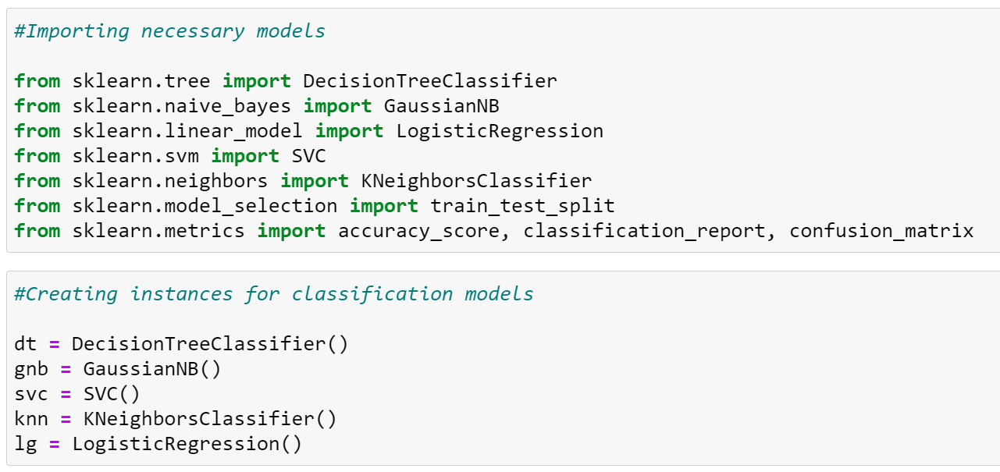 #Importing necessary models
from sklearn.tree import DecisionTreeClassifier
from sklearn.naive_bayes import GaussianNB
from sklearn.linear_model import LogisticRegression
from sklearn.svm import SVC
from sklearn.neighbors import KNeighborsClassifier
from sklearn.model_selection import train_test_split
from sklearn.metrics import accuracy_score, classification_report, confusion_matrix
#Creating instances for classification models
dt = DecisionTreeClassifier()
gnb = GaussianNB()
svc = SVC()
knn = KNeighborsClassifier()
lg = LogisticRegression()